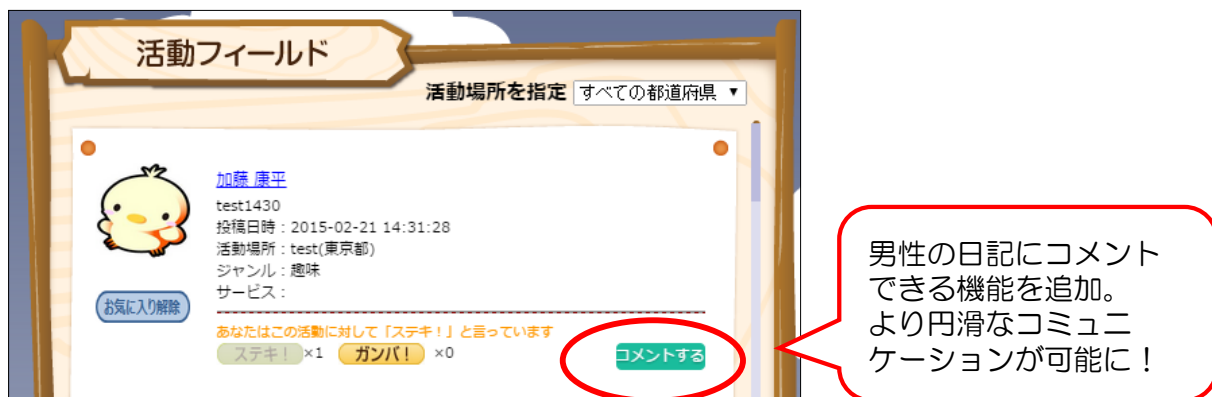 活動フィールド
活動場所を指定 すべての都道府県 ▼
加藤 康平
test1430
投稿日時：2015-02-21 14:31:28
活動場所：test(東京都)
ジャンル：趣味
サービス：
お気に入り解除
あなたはこの活動に対して「ステキ！」と言っています
ステキ！ ×1 ガンバ！ ×0 コメントする
男性の日記にコメント
できる機能を追加。
より円滑なコミュニ
ケーションが可能に！